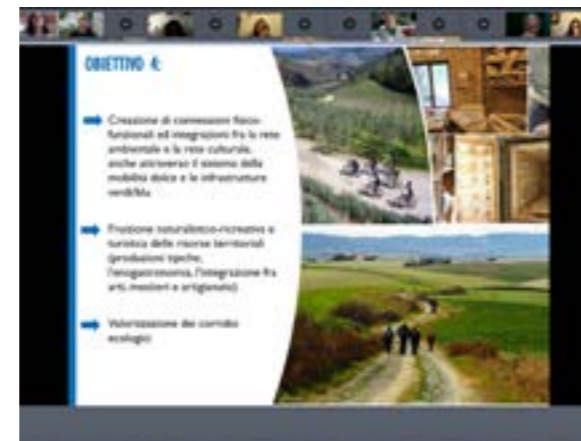 OBIETTIVO 4:
Creazione di connessioni fisico-
funzionali ed integrazioni fra la rete
ambientale e la rete culturale,
anche attraverso il sistema della
mobilità dolce e le infrastrutture
verdi/blu
Fruizione naturalistico-ricreativa e
turistica delle risorse territoriali
(produzioni tipiche,
l'enogastronomia, l'integrazione fra
arti, mestieri e artigianato)
Valorizzazione dei corridoi
ecologici